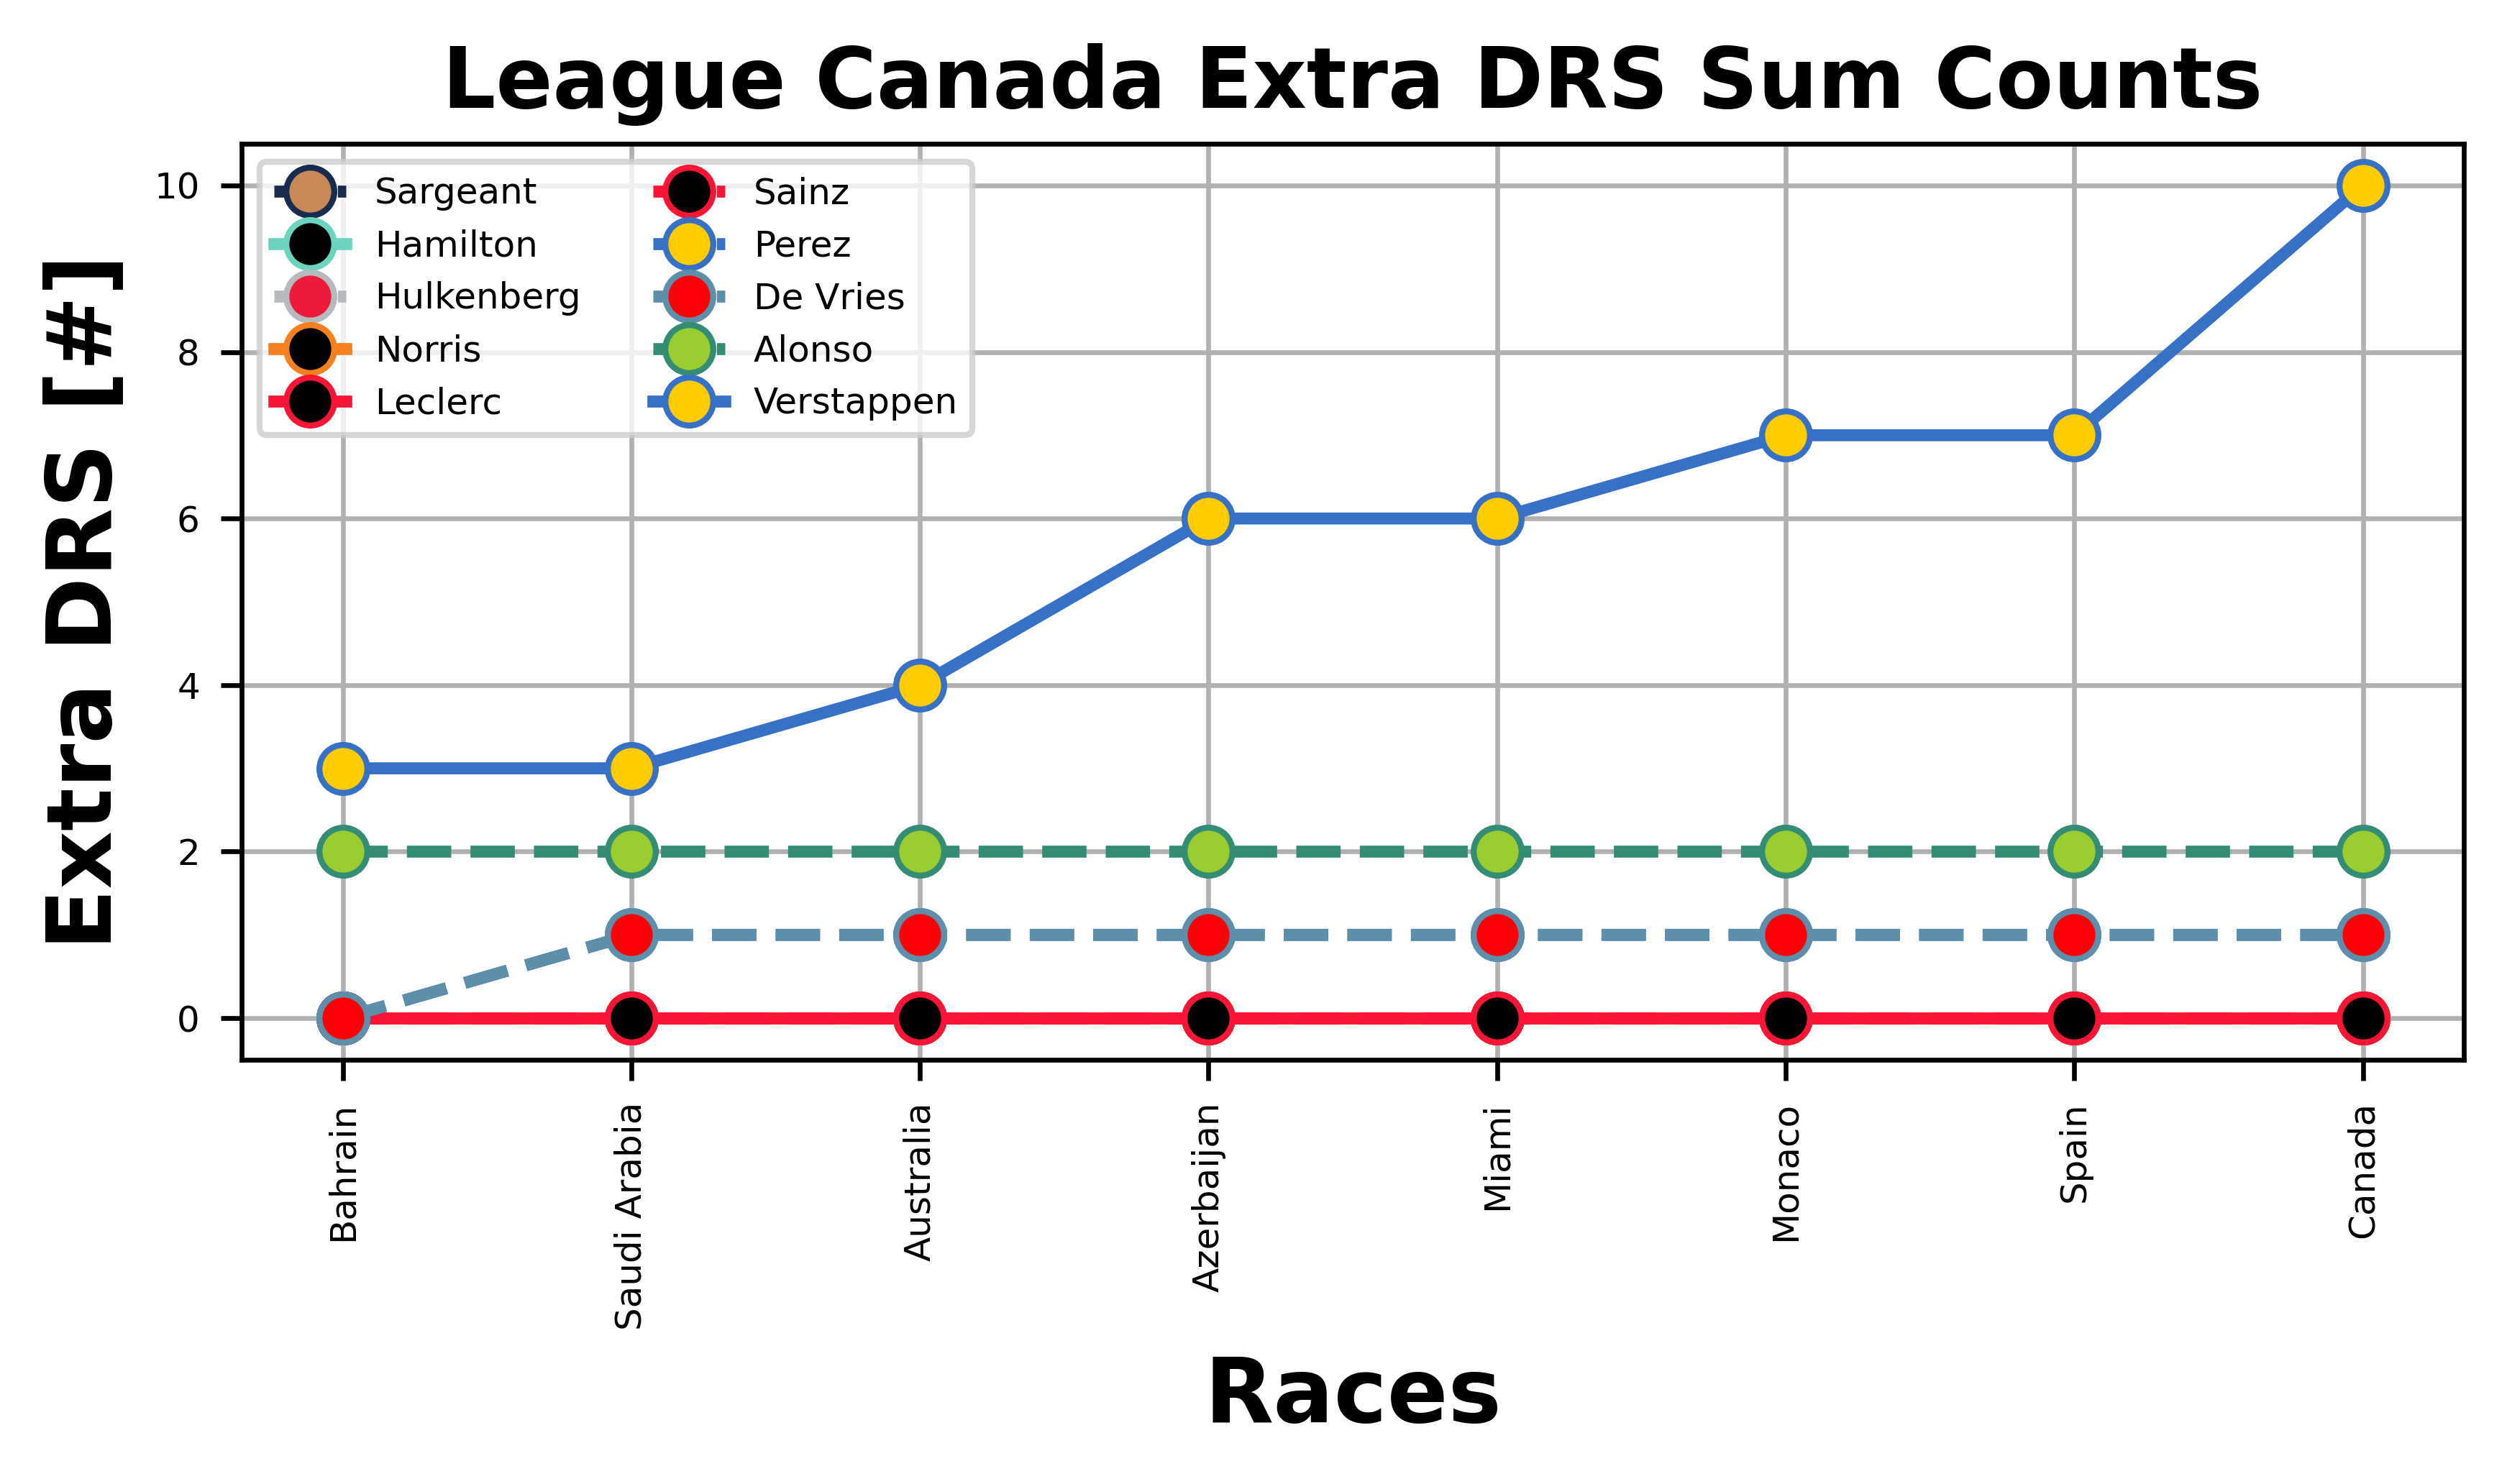 League Canada Extra DRS Sum Counts
Extra DRS [#]
10
8
6
4
2
0
Sargeant
Hamilton
Hulkenberg
Norris
Leclerc
Sainz
Perez
De Vries
Alonso
Verstappen
Bahrain
Saudi Arabia
Australia
Azerbaijan
Miami
Monaco
Spain
Canada
Races